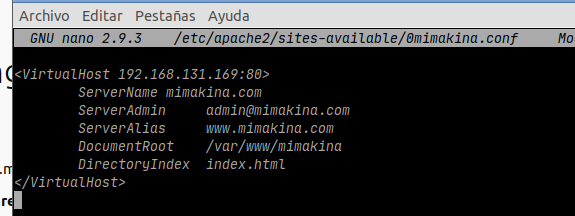 Archivo Editar Pestañas Ayuda
GNU nano 2.9.3 /etc/apache2/sites-available/0mimakina.conf Mo
<VirtualHost 192.168.131.169:80>
ServerName mimakina.com
ServerAdmin admin@mimakina.com
ServerAlias www.mimakina.com
DocumentRoot /var/www/mimakina
DirectoryIndex index.html
</VirtualHost>